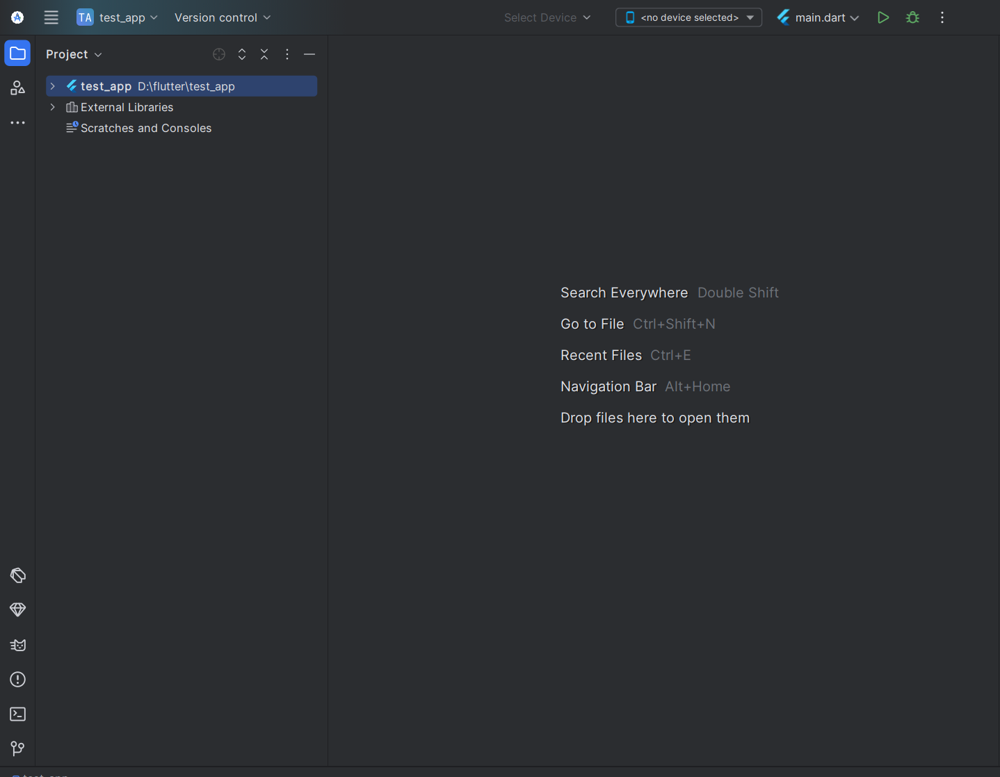 TA test_app Version control Select Device <no device selected> main.dart
Project
test_app D:\flutter\test_app
External Libraries
Scratches and Consoles
Search Everywhere Double Shift
Go to File Ctrl+Shift+N
Recent Files Ctrl+E
Navigation Bar Alt+Home
Drop files here to open them
test_app